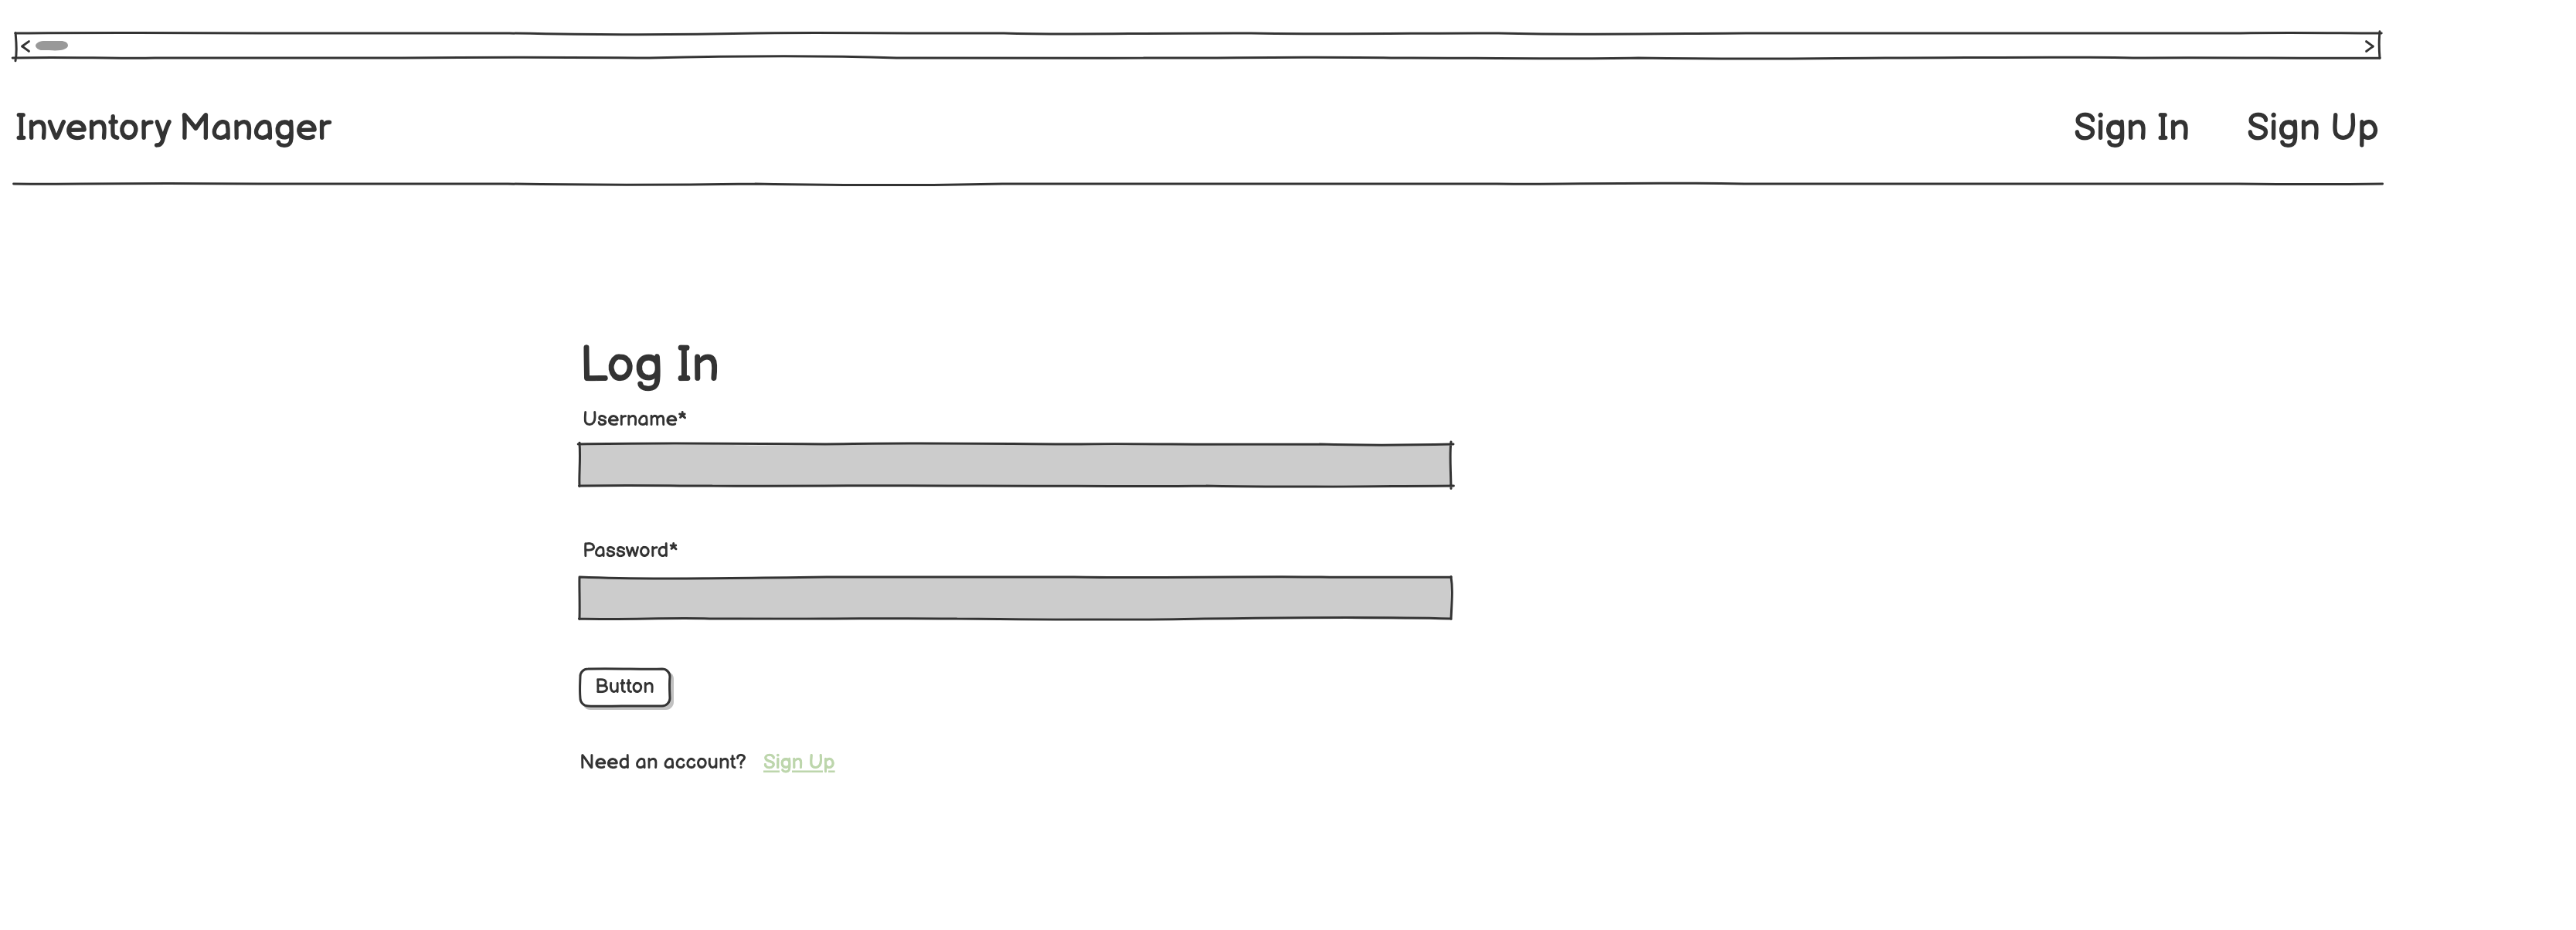 Inventory Manager
Sign In
Sign Up
Log In
Username*
Password*
Button
Need an account? Sign Up